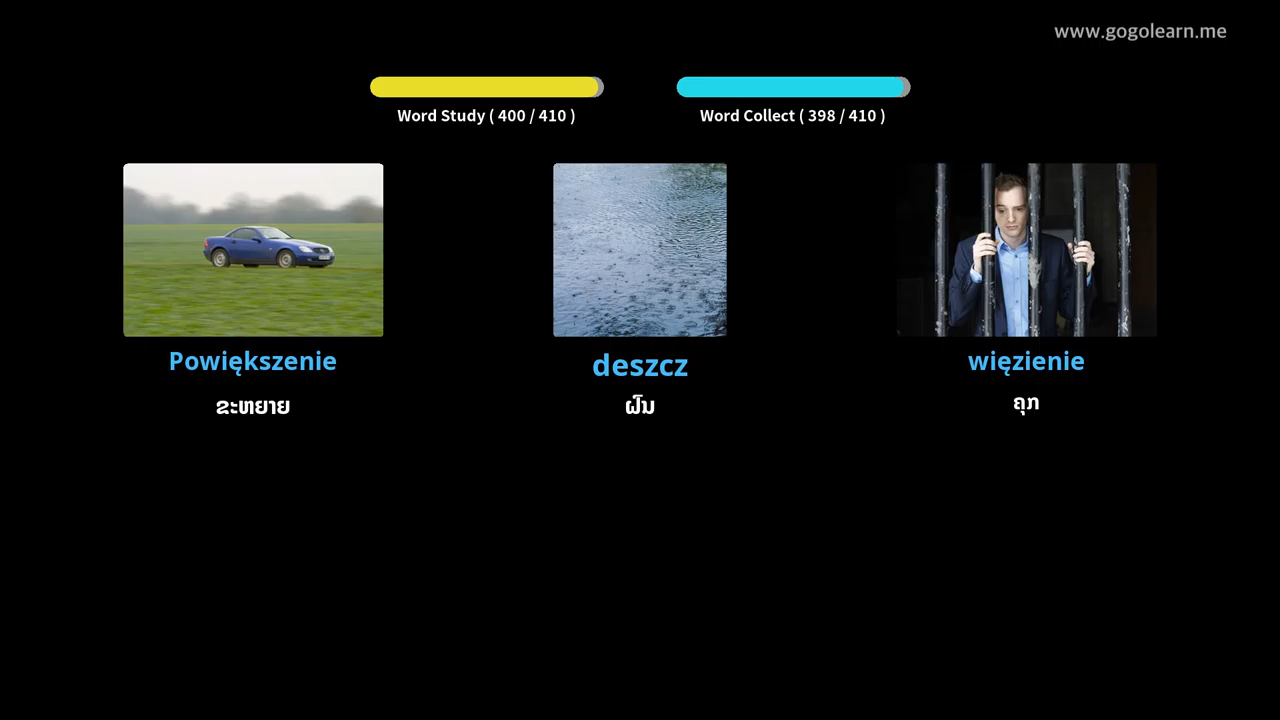 www.gogolearn.me
Word Study ( 400 / 410 )
Word Collect ( 398 / 410 )
Powiększenie
deszcz
więzienie
ຂະຫຍາຍ
ຝົນ
ຄຸກ